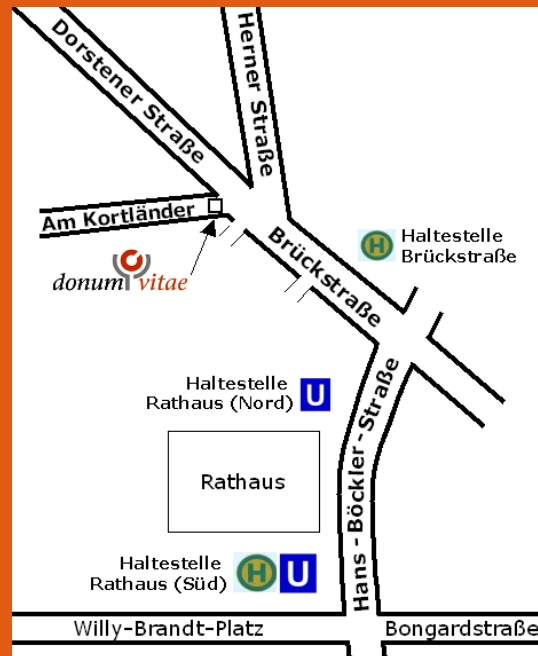 Dorstener Straße
Herner Straße
Am Kortländer
donum vitae
Brückstraße
H
Haltestelle
Brückstraße
Haltestelle
Rathaus (Nord)
U
Hans-Böckler-Straße
Rathaus
Haltestelle
Rathaus (Süd)
H
U
Willy-Brandt-Platz
Bongardstraße